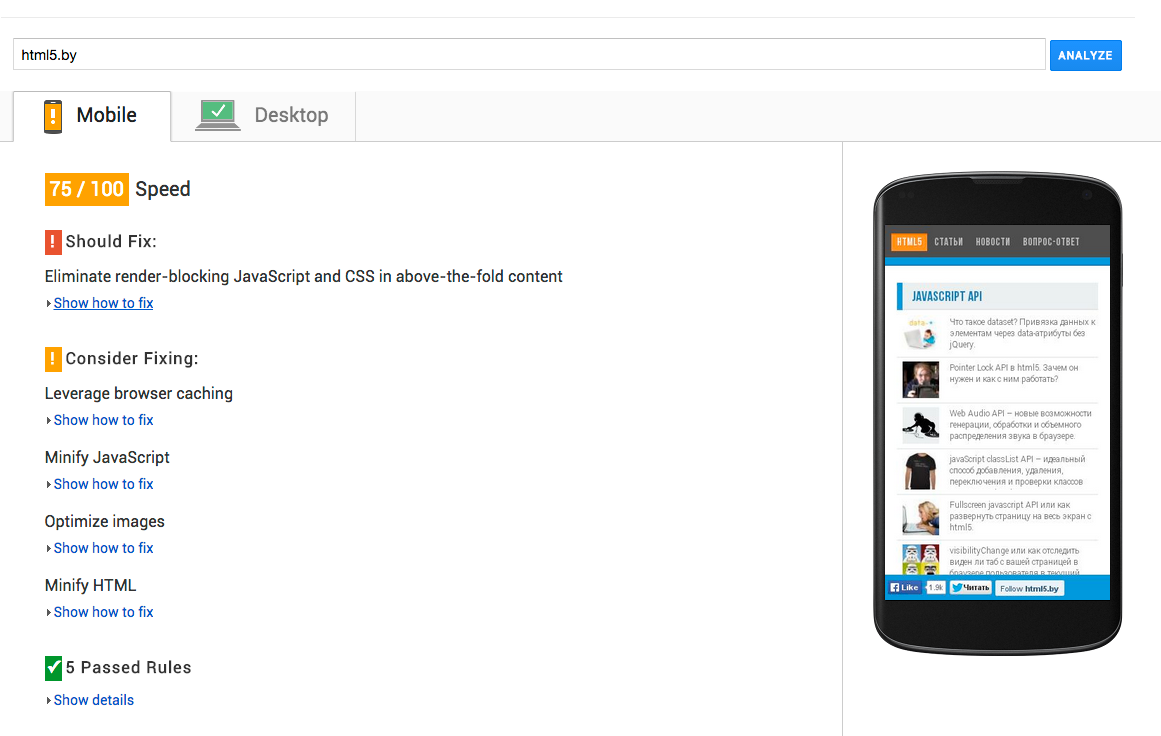 html5.by
ANALYZE
Mobile
Desktop
75 / 100 Speed
! Should Fix:
Eliminate render-blocking JavaScript and CSS in above-the-fold content
Show how to fix
! Consider Fixing:
Leverage browser caching
Show how to fix
Minify JavaScript
Show how to fix
Optimize images
Show how to fix
Minify HTML
Show how to fix
5 Passed Rules
Show details
HTML5 СТАТЬИ НОВОСТИ ВОПРОС-ОТВЕТ
JAVASCRIPT API
data-*
Что такое dataset? Привязка данных к
элементам через data-атрибуты без
jQuery.
Pointer Lock API в html5. Зачем он
нужен и как с ним работать?
Web Audio API – новые возможности
генерации, обработки и объемного
распределения звука в браузере.
javaScript classList API – идеальный
способ добавления, удаления,
переключения и проверки классов
Fullscreen javascript API или как
развернуть страницу на весь экран с
html5.
visibilityChange или как отследить
виден ли таб с вашей страницей в
браузере пользователя в текущий
Like 1.9k Читать Follow html5.by